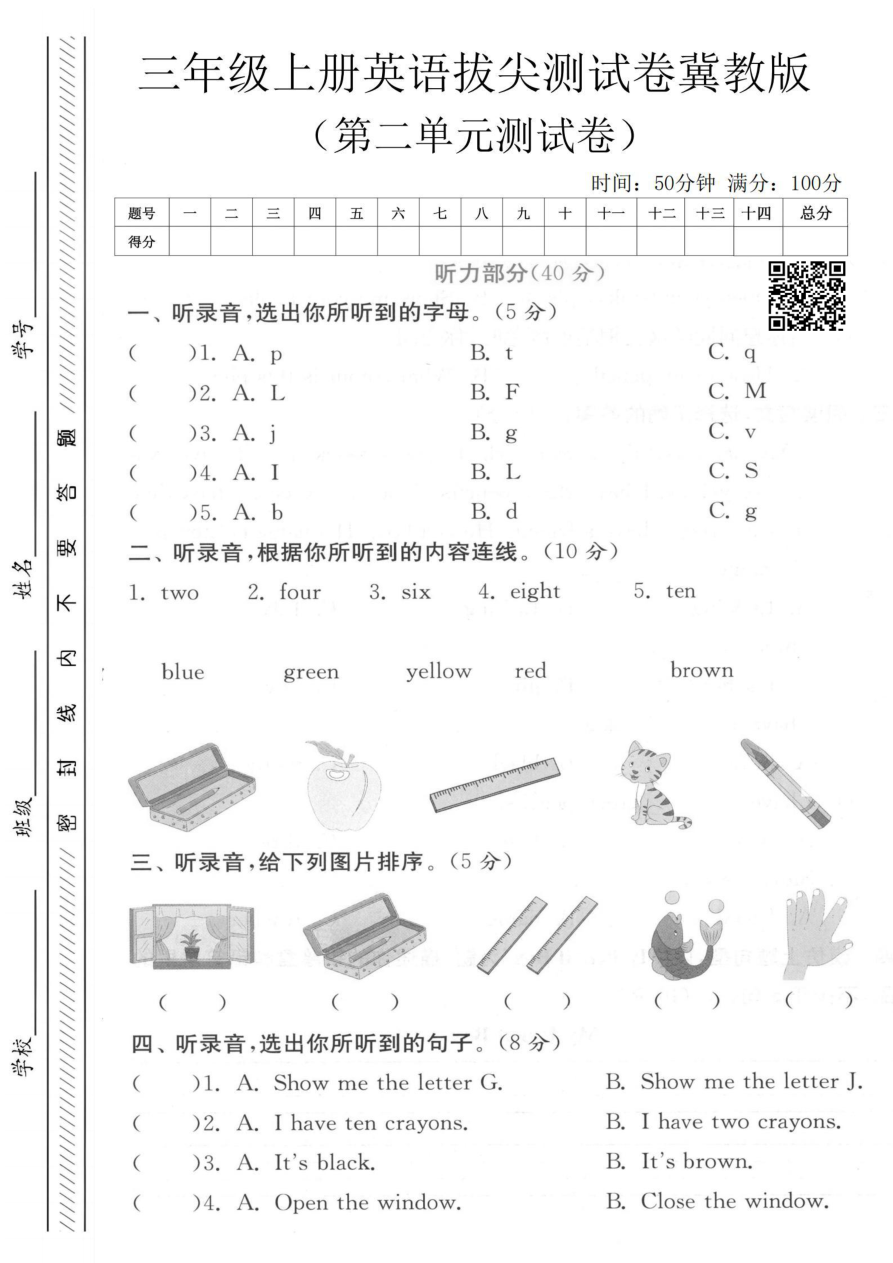 三年级上册英语拔尖测试卷冀教版
（第二单元测试卷）
时间：50分钟 满分：100分
题号 一 二 三 四 五 六 七 八 九 十 十一 十二 十三 十四 总分
得分
听力部分(40 分)
一、听录音,选出你所听到的字母。(5 分)
( )1. A. p B. t C. q
( )2. A. L B. F C. M
( )3. A. j B. g C. v
( )4. A. I B. L C. S
( )5. A. b B. d C. g
二、听录音,根据你所听到的内容连线。(10 分)
1. two 2. four 3. six 4. eight 5. ten
blue green yellow red brown
三、听录音,给下列图片排序。(5 分)
( ) ( ) ( ) ( ) ( )
四、听录音,选出你所听到的句子。(8 分)
( )1. A. Show me the letter G. B. Show me the letter J.
( )2. A. I have ten crayons. B. I have two crayons.
( )3. A. It's black. B. It's brown.
( )4. A. Open the window. B. Close the window.
学校
班级
姓名
学号
密 封 线 内 不 要 答 题